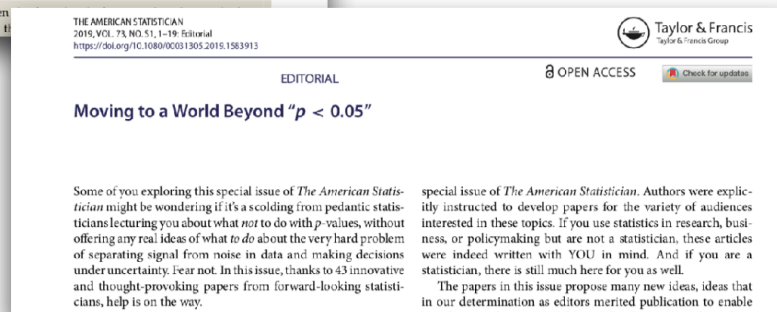 en
th
THE AMERICAN STATISTICIAN
2019, VOL. 73, NO. S1, 1–19: Editorial
https://doi.org/10.1080/00031305.2019.1583913
Taylor & Francis
Taylor & Francis Group
EDITORIAL
OPEN ACCESS
Check for updates
Moving to a World Beyond “p < 0.05”
Some of you exploring this special issue of The American Statis-
tician might be wondering if it’s a scolding from pedantic statis-
ticians lecturing you about what not to do with p-values, without
offering any real ideas of what to do about the very hard problem
of separating signal from noise in data and making decisions
under uncertainty. Fear not. In this issue, thanks to 43 innovative
and thought-provoking papers from forward-looking statisti-
cians, help is on the way.
special issue of The American Statistician. Authors were explic-
itly instructed to develop papers for the variety of audiences
interested in these topics. If you use statistics in research, busi-
ness, or policymaking but are not a statistician, these articles
were indeed written with YOU in mind. And if you are a
statistician, there is still much here for you as well.
The papers in this issue propose many new ideas, ideas that
in our determination as editors merited publication to enable